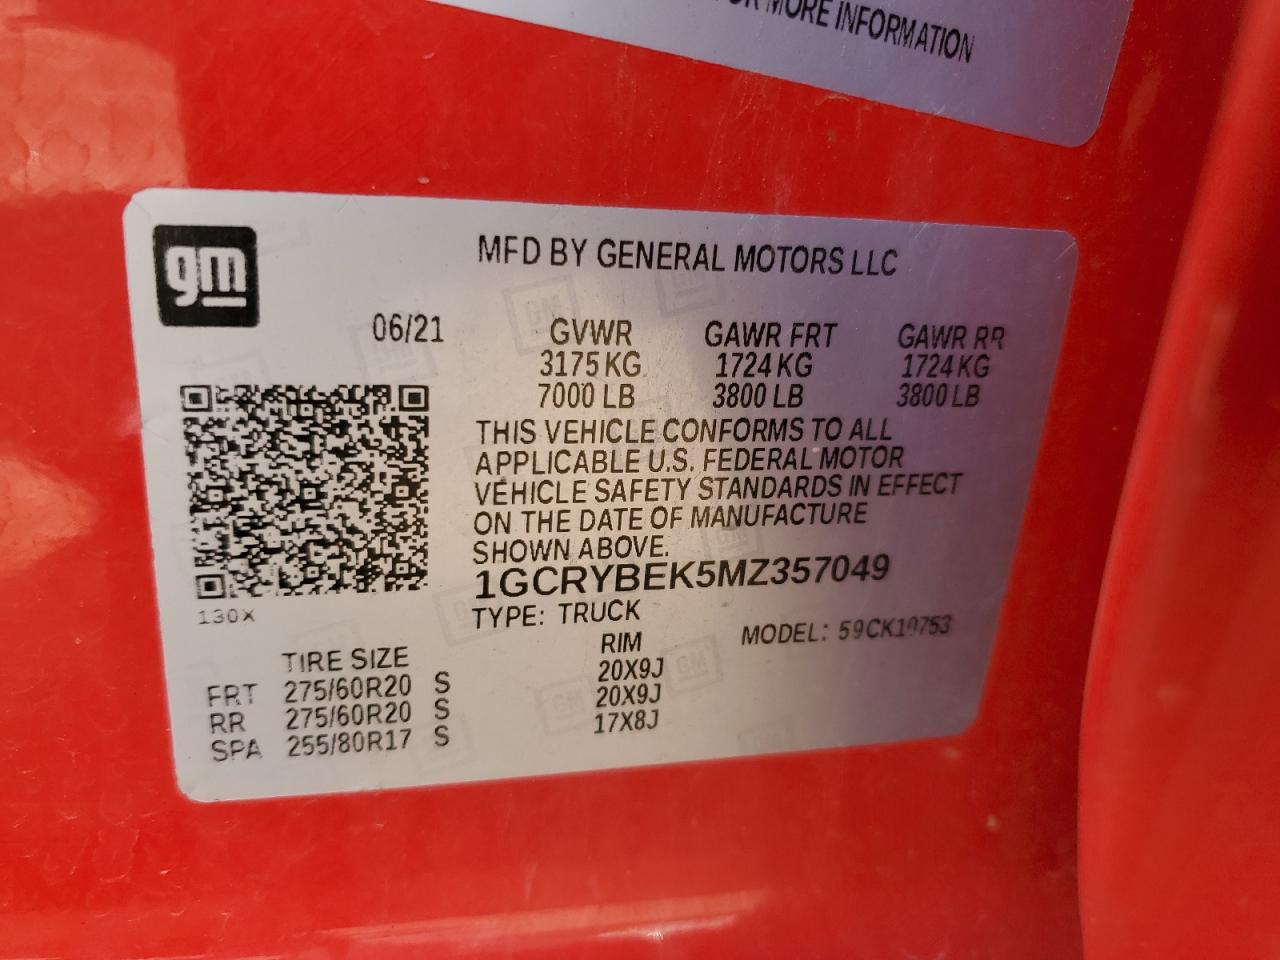 FOR MORE INFORMATION
gm
MFD BY GENERAL MOTORS LLC
06/21
GVWR GAWR FRT GAWR RR
3175 KG 1724 KG 1724 KG
7000 LB 3800 LB 3800 LB
THIS VEHICLE CONFORMS TO ALL
APPLICABLE U.S. FEDERAL MOTOR
VEHICLE SAFETY STANDARDS IN EFFECT
ON THE DATE OF MANUFACTURE
SHOWN ABOVE.
1GCRYBEK5MZ357049
130X
TYPE: TRUCK
MODEL: 59CK10753
TIRE SIZE RIM
FRT 275/60R20 S 20X9J
RR 275/60R20 S 20X9J
SPA 255/80R17 S 17X8J